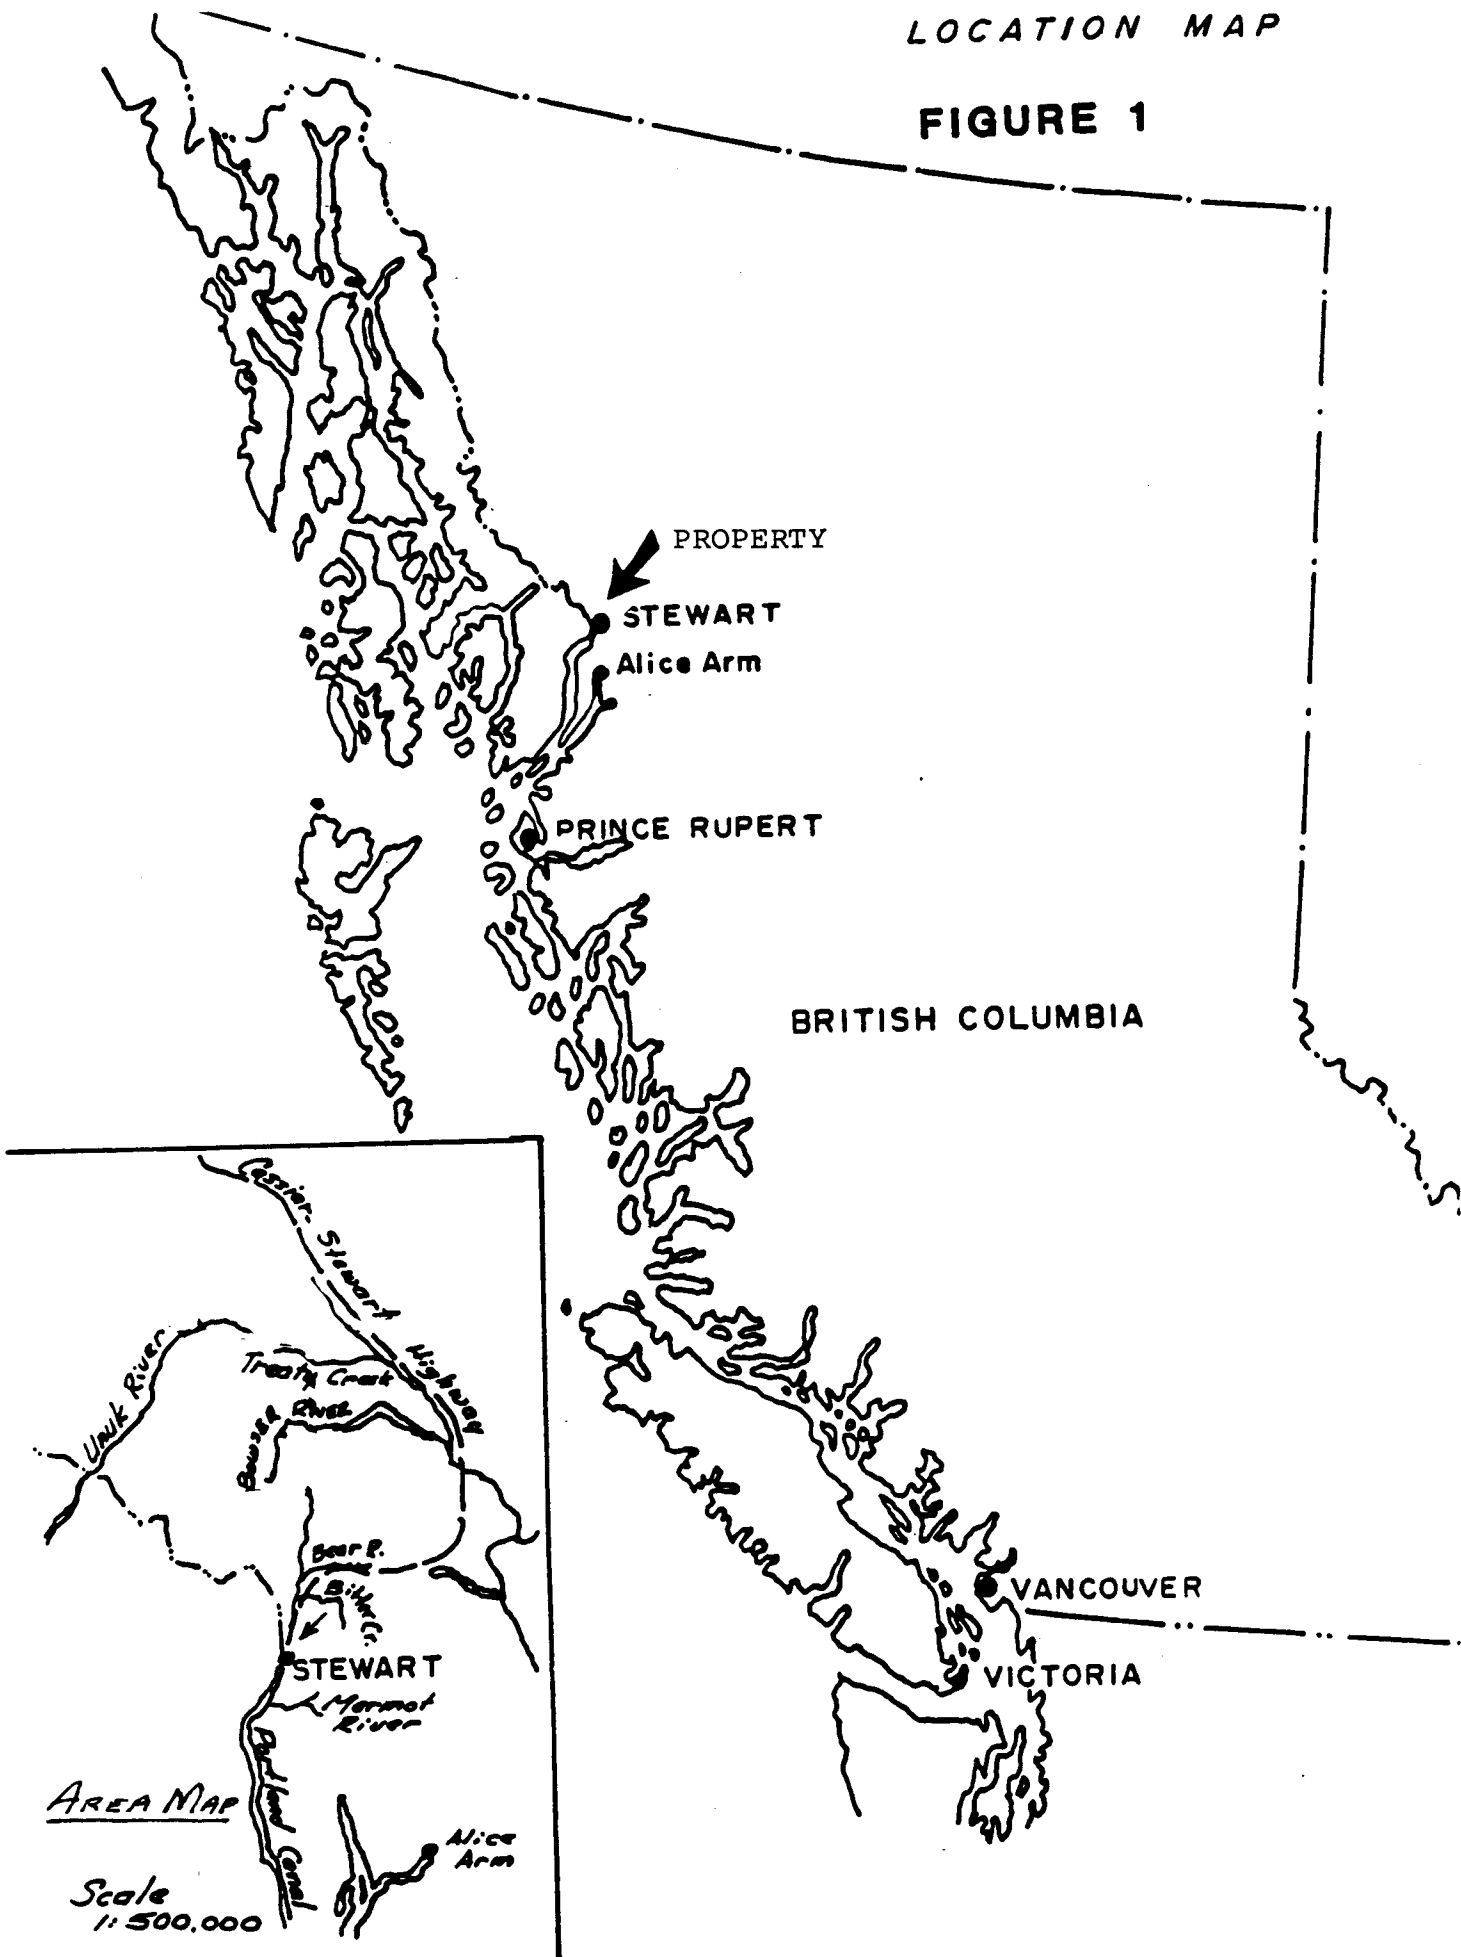 LOCATION MAP
FIGURE 1
PROPERTY
STEWART
Alice Arm
PRINCE RUPERT
BRITISH COLUMBIA
VANCOUVER
VICTORIA
Cassiar-Stewart Highway
Unuk River
Treaty Creek
BOWSER RIVER
Bear R.
Bitter Cr.
STEWART
Marmot
River
Portland Canal
AREA MAP
Alice
Arm
Scale
1:500,000